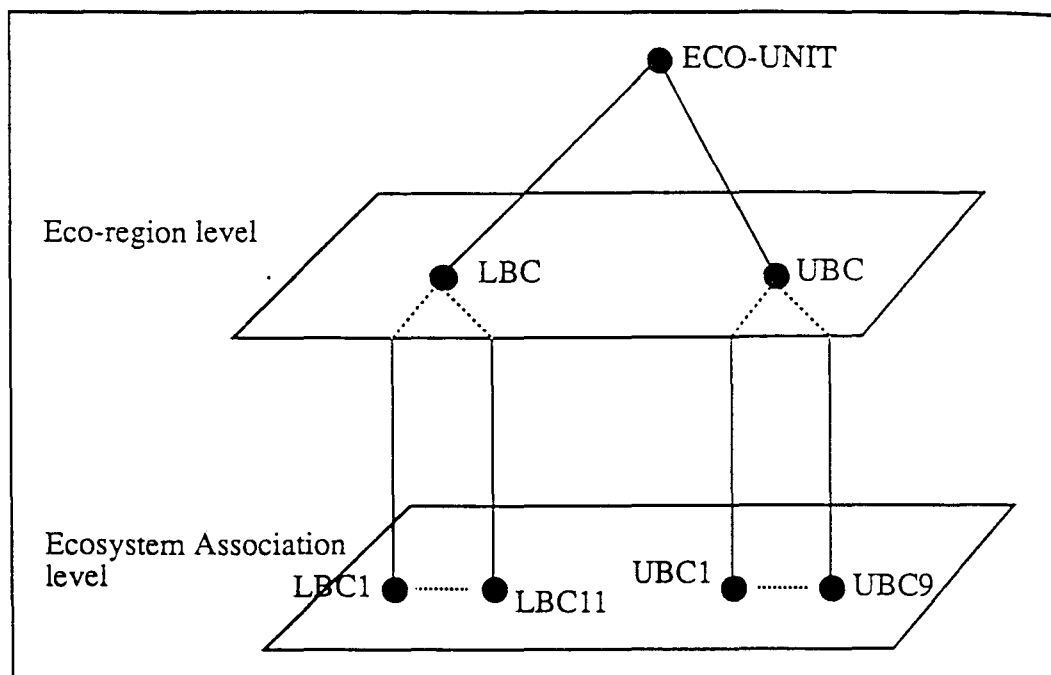 ECO-UNIT
Eco-region level
LBC
UBC
Ecosystem Association
level
LBC1
LBC11
UBC1
UBC9